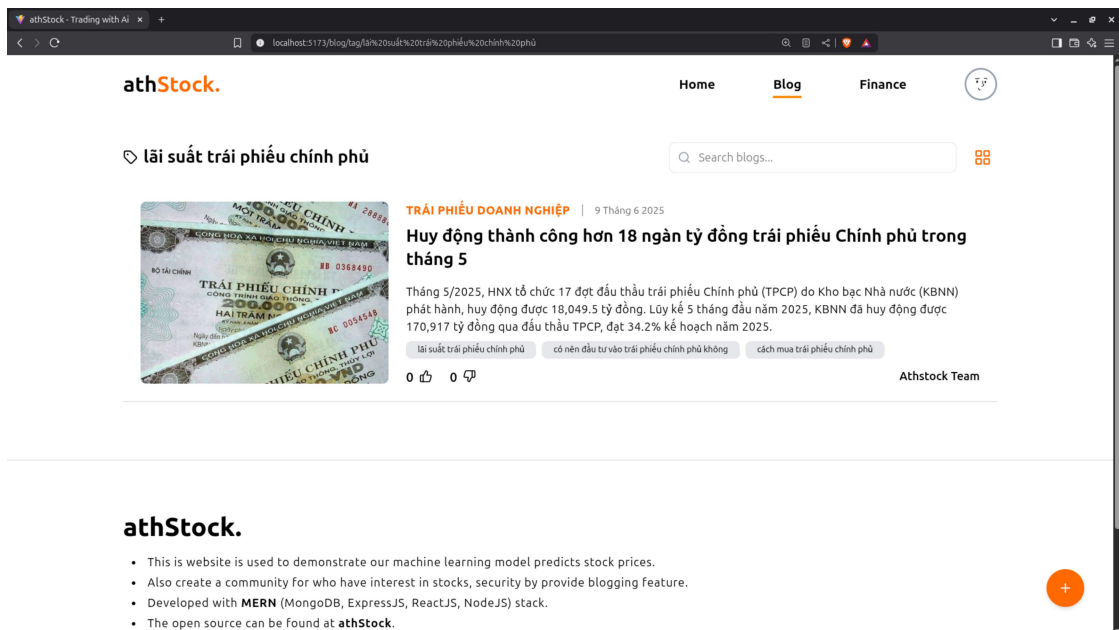 athStock - Trading with Ai
localhost:5173/blog/tag/lãi%20suất%20trái%20phiếu%20chính%20phủ
athStock.
Home
Blog
Finance
lãi suất trái phiếu chính phủ
Search blogs...
TRÁI PHIẾU DOANH NGHIỆP | 9 Tháng 6 2025
Huy động thành công hơn 18 ngàn tỷ đồng trái phiếu Chính phủ trong
tháng 5
Tháng 5/2025, HNX tổ chức 17 đợt đấu thầu trái phiếu Chính phủ (TPCP) do Kho bạc Nhà nước (KBNN)
phát hành, huy động được 18,049.5 tỷ đồng. Lũy kế 5 tháng đầu năm 2025, KBNN đã huy động được
170,917 tỷ đồng qua đấu thầu TPCP, đạt 34.2% kế hoạch năm 2025.
lãi suất trái phiếu chính phủ
có nên đầu tư vào trái phiếu chính phủ không
cách mua trái phiếu chính phủ
0
0
Athstock Team
CỘNG HOÀ XÃ HỘI CHỦ NGHĨA VIỆT NAM
BỘ TÀI CHÍNH
NB 0368490
TRÁI PHIẾU CHÍNH P
CÔNG TRÌNH GIAO THÔNG,
200.000
HAI TRĂM N
RC 0054548
athStock.
• This is website is used to demonstrate our machine learning model predicts stock prices.
• Also create a community for who have interest in stocks, security by provide blogging feature.
• Developed with MERN (MongoDB, ExpressJS, ReactJS, NodeJS) stack.
• The open source can be found at athStock.